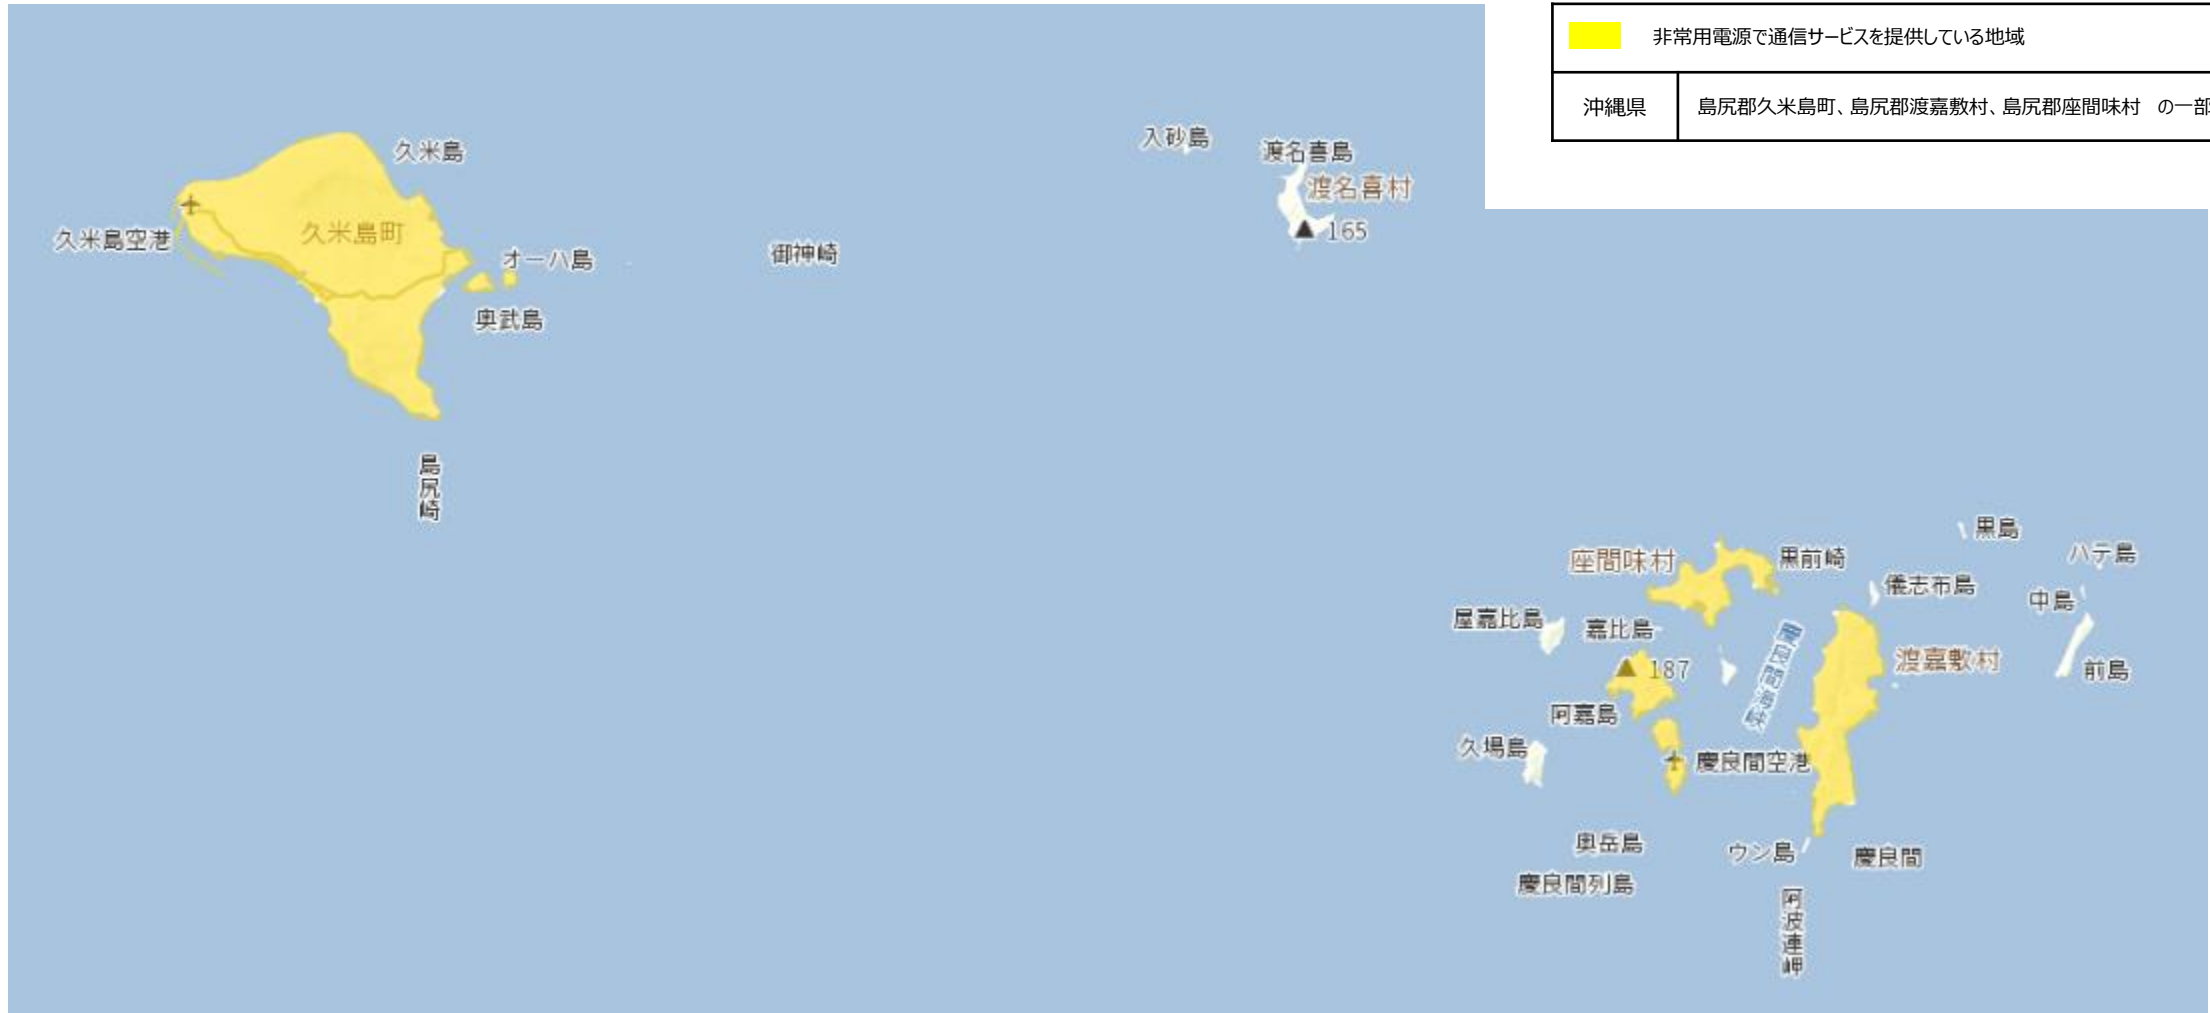 非常用電源で通信サービスを提供している地域
沖縄県
島尻郡久米島町、島尻郡渡嘉敷村、島尻郡座間味村　の一部
久米島
入砂島
渡名喜島
渡名喜村
165
久米島空港
久米島町
オーハ島
御神崎
奥武島
島尻崎
黒島
ハテ島
座間味村
黒前崎
儀志布島
中島
屋嘉比島
嘉比島
慶良間海峡
渡嘉敷村
前島
187
阿嘉島
久場島
慶良間空港
奥岳島
ウン島
慶良間
慶良間列島
阿波連岬